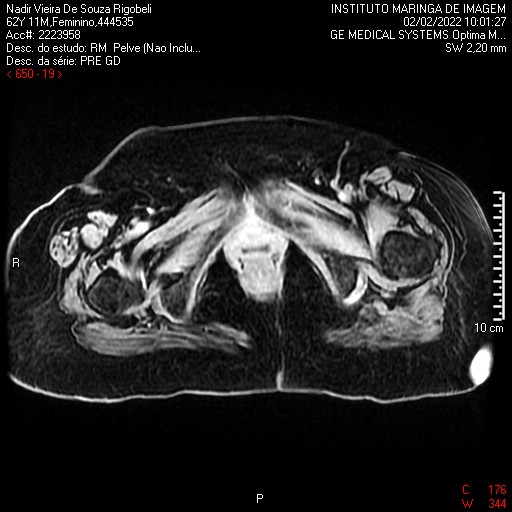 Nadir Vieira De Souza Rigobeli
62Y 11M,Feminino,444535
Acc#: 2223958
Desc. do estudo: RM Pelve (Nao Inclu...
Desc. da série: PRE GD
< 650 - 19 >
INSTITUTO MARINGA DE IMAGEM
02/02/2022 10:01:27
GE MEDICAL SYSTEMS Optima M...
SW 2,20 mm
R
10 cm
P
C 176
W 344